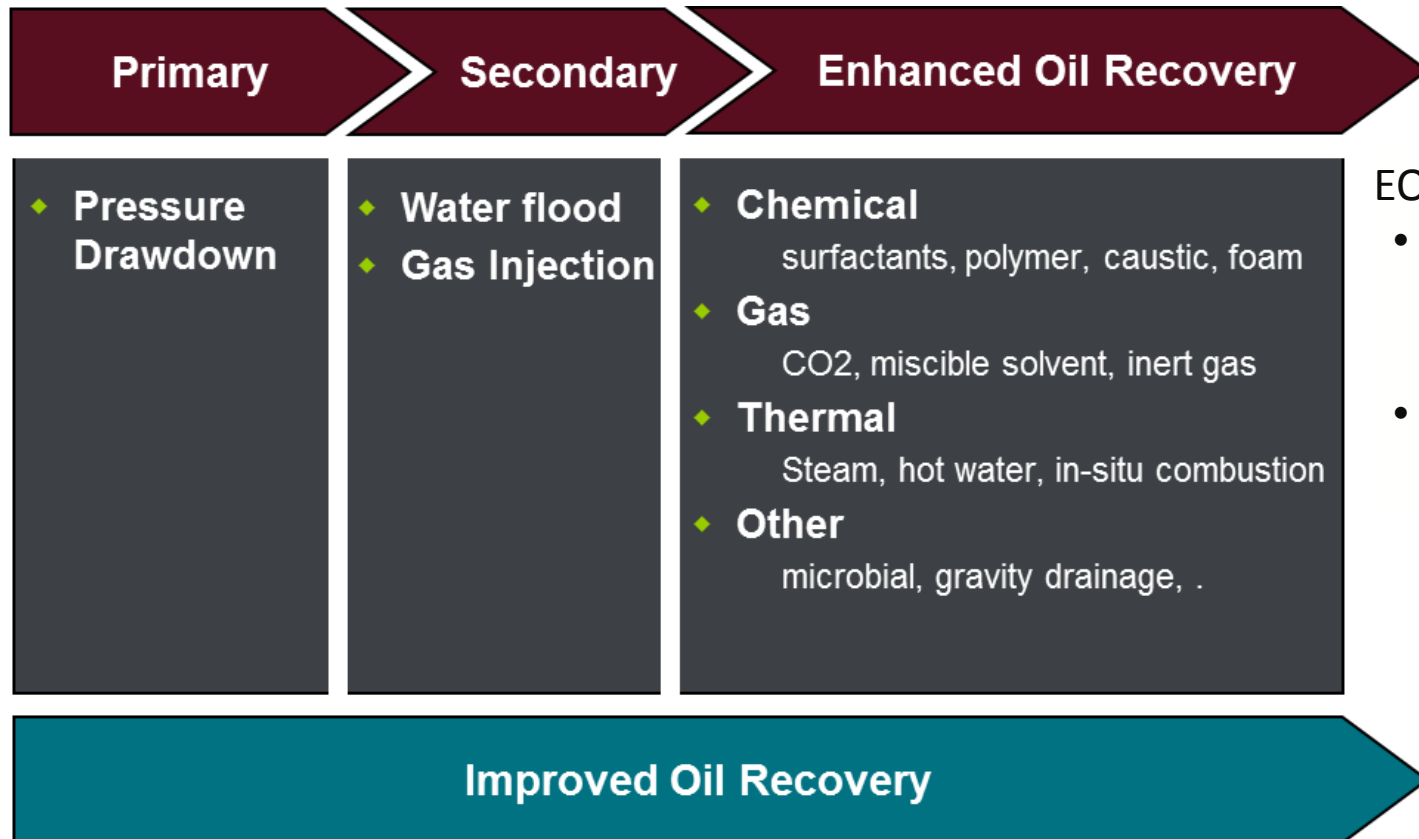 Primary
Secondary
Enhanced Oil Recovery
◆ Pressure
Drawdown
◆ Water flood
◆ Gas Injection
◆ Chemical
surfactants, polymer, caustic, foam
◆ Gas
CO2, miscible solvent, inert gas
◆ Thermal
Steam, hot water, in-situ combustion
◆ Other
microbial, gravity drainage, .
•
•
Improved Oil Recovery